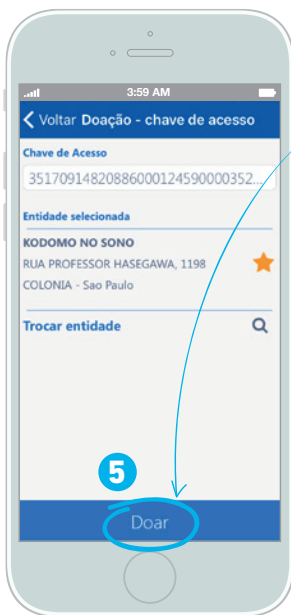 3:59 AM
Voltar Doação - chave de acesso
Chave de Acesso
35170914820886000124590000352...
Entidade selecionada
KODOMO NO SONO
RUA PROFESSOR HASEGAWA, 1198
COLONIA - Sao Paulo
Trocar entidade
5
Doar